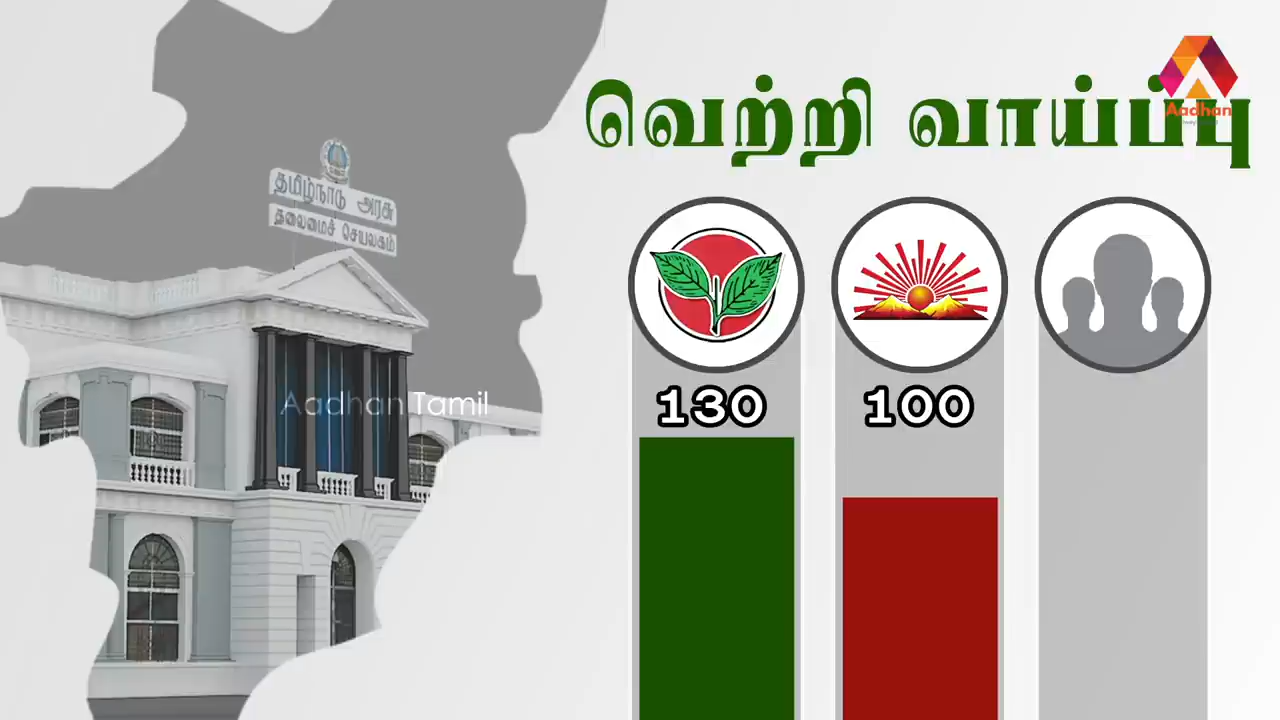 வெற்றி வாய்ப்பு
Aadhan
தமிழ்நாடு அரசு
தலைமைச் செயலகம்
130 100
Aadhan Tamil